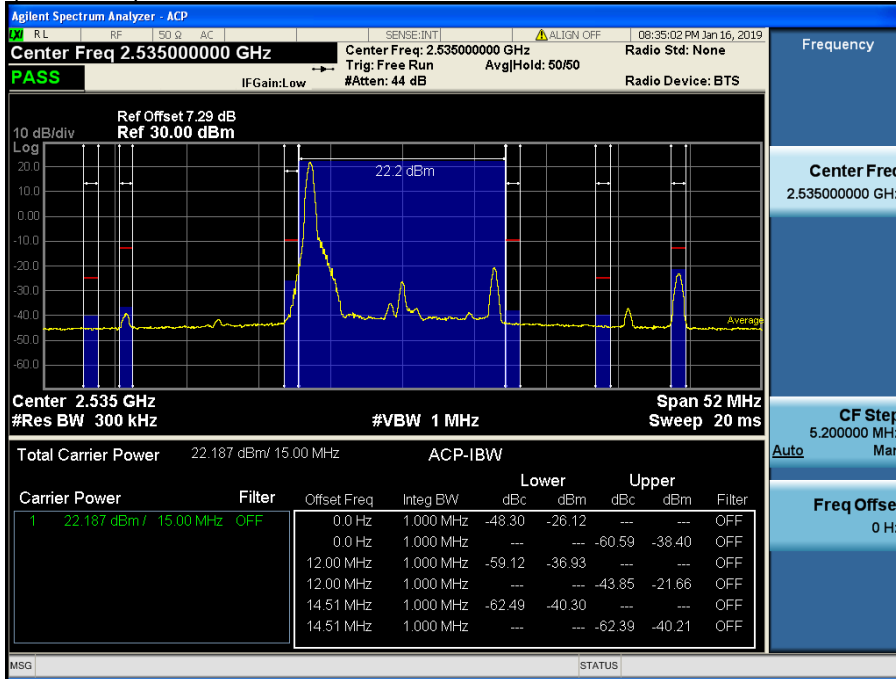 Agilent Spectrum Analyzer - ACP
LXI RL RF 50 Ω AC SENSE:INT ALIGN OFF 08:35:02 PM Jan 16, 2019
Center Freq 2.535000000 GHz
Center Freq: 2.535000000 GHz Radio Std: None
Trig: Free Run Avg|Hold: 50/50
PASS IFGain:Low #Atten: 44 dB Radio Device: BTS
Ref Offset 7.29 dB
10 dB/div Ref 30.00 dBm
Log
20.0
22.2 dBm
10.0
0.00
-10.0
-20.0
-30.0
-40.0
Average
-50.0
-60.0
Center 2.535 GHz Span 52 MHz
#Res BW 300 kHz #VBW 1 MHz Sweep 20 ms
Total Carrier Power 22.187 dBm/ 15.00 MHz ACP-IBW
Lower Upper
Carrier Power Filter Offset Freq Integ BW dBc dBm dBc dBm Filter
1 22.187 dBm / 15.00 MHz OFF 0.0 Hz 1.000 MHz -48.30 -26.12 --- --- OFF
0.0 Hz 1.000 MHz --- --- -60.59 -38.40 OFF
12.00 MHz 1.000 MHz -59.12 -36.93 --- --- OFF
12.00 MHz 1.000 MHz --- --- -43.85 -21.66 OFF
14.51 MHz 1.000 MHz -62.49 -40.30 --- --- OFF
14.51 MHz 1.000 MHz --- --- -62.39 -40.21 OFF
MSG STATUS
Frequency
Center Freq
2.535000000 GHz
CF Step
5.200000 MHz
Auto Man
Freq Offse
0 Hz